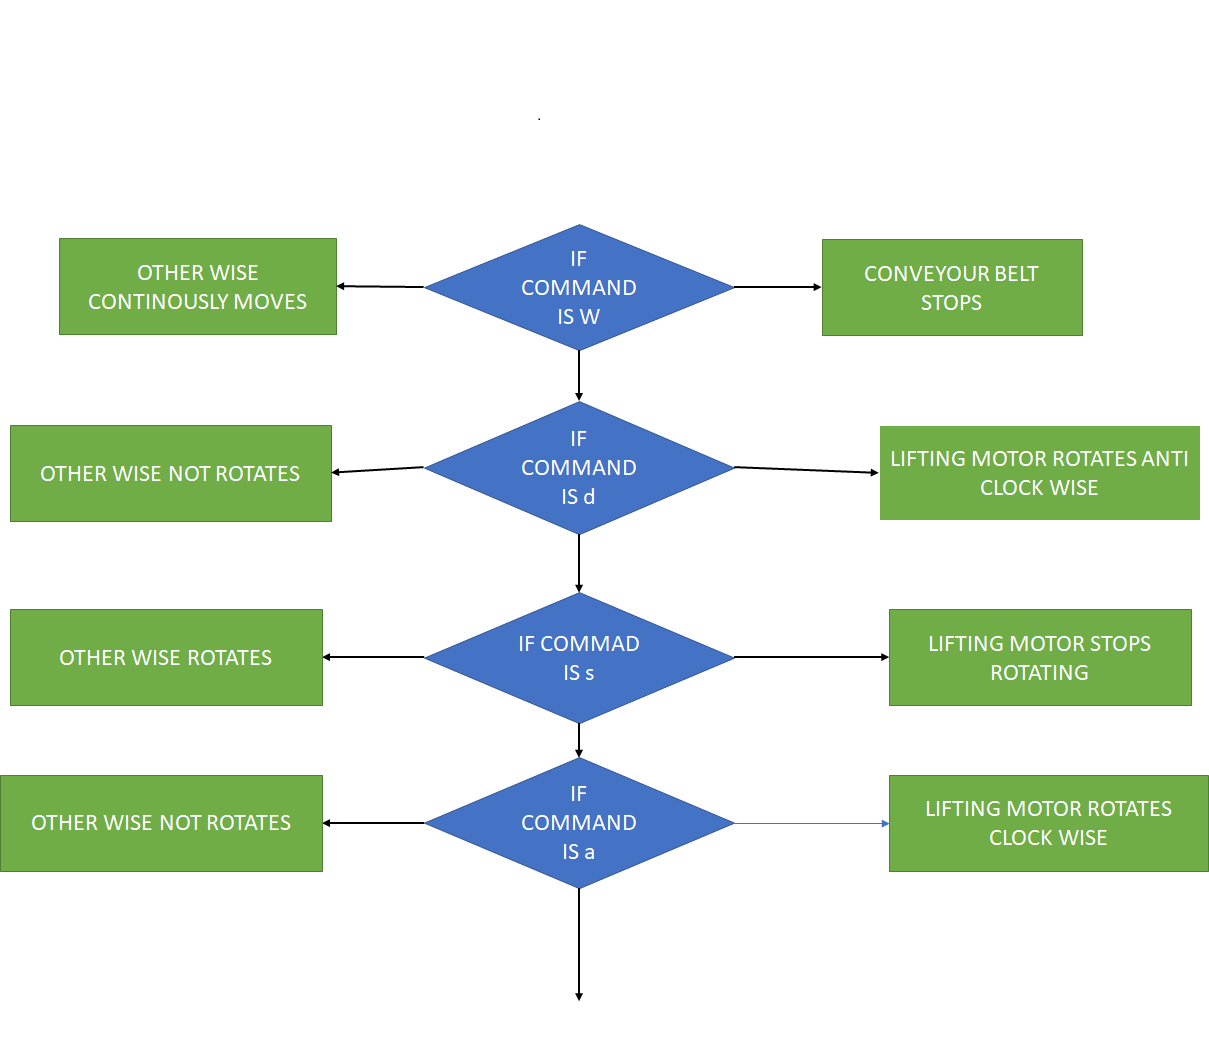 .
OTHER WISE
CONTINOUSLY MOVES
IF
COMMAND
IS W
CONVEYOUR BELT
STOPS
OTHER WISE NOT ROTATES
IF
COMMAND
IS d
LIFTING MOTOR ROTATES ANTI
CLOCK WISE
OTHER WISE ROTATES
IF COMMAD
IS s
LIFTING MOTOR STOPS
ROTATING
OTHER WISE NOT ROTATES
IF
COMMAND
IS a
LIFTING MOTOR ROTATES
CLOCK WISE